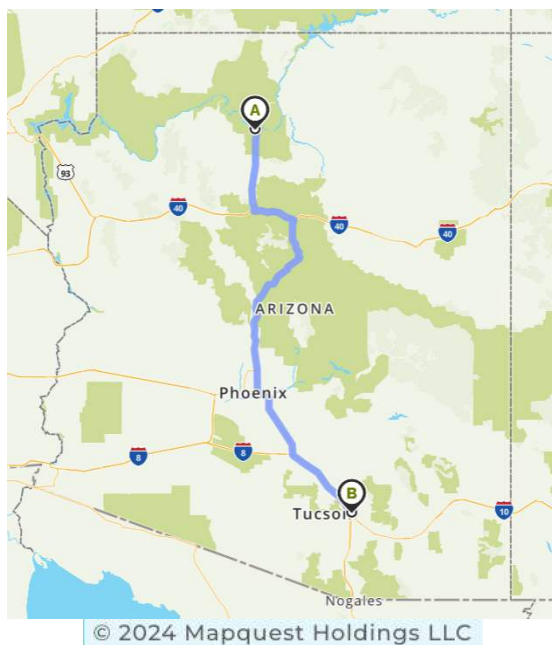 A
93
40
40
40
ARIZONA
Phoenix
8
8
B
Tucson
10
Nogales
© 2024 Mapquest Holdings LLC